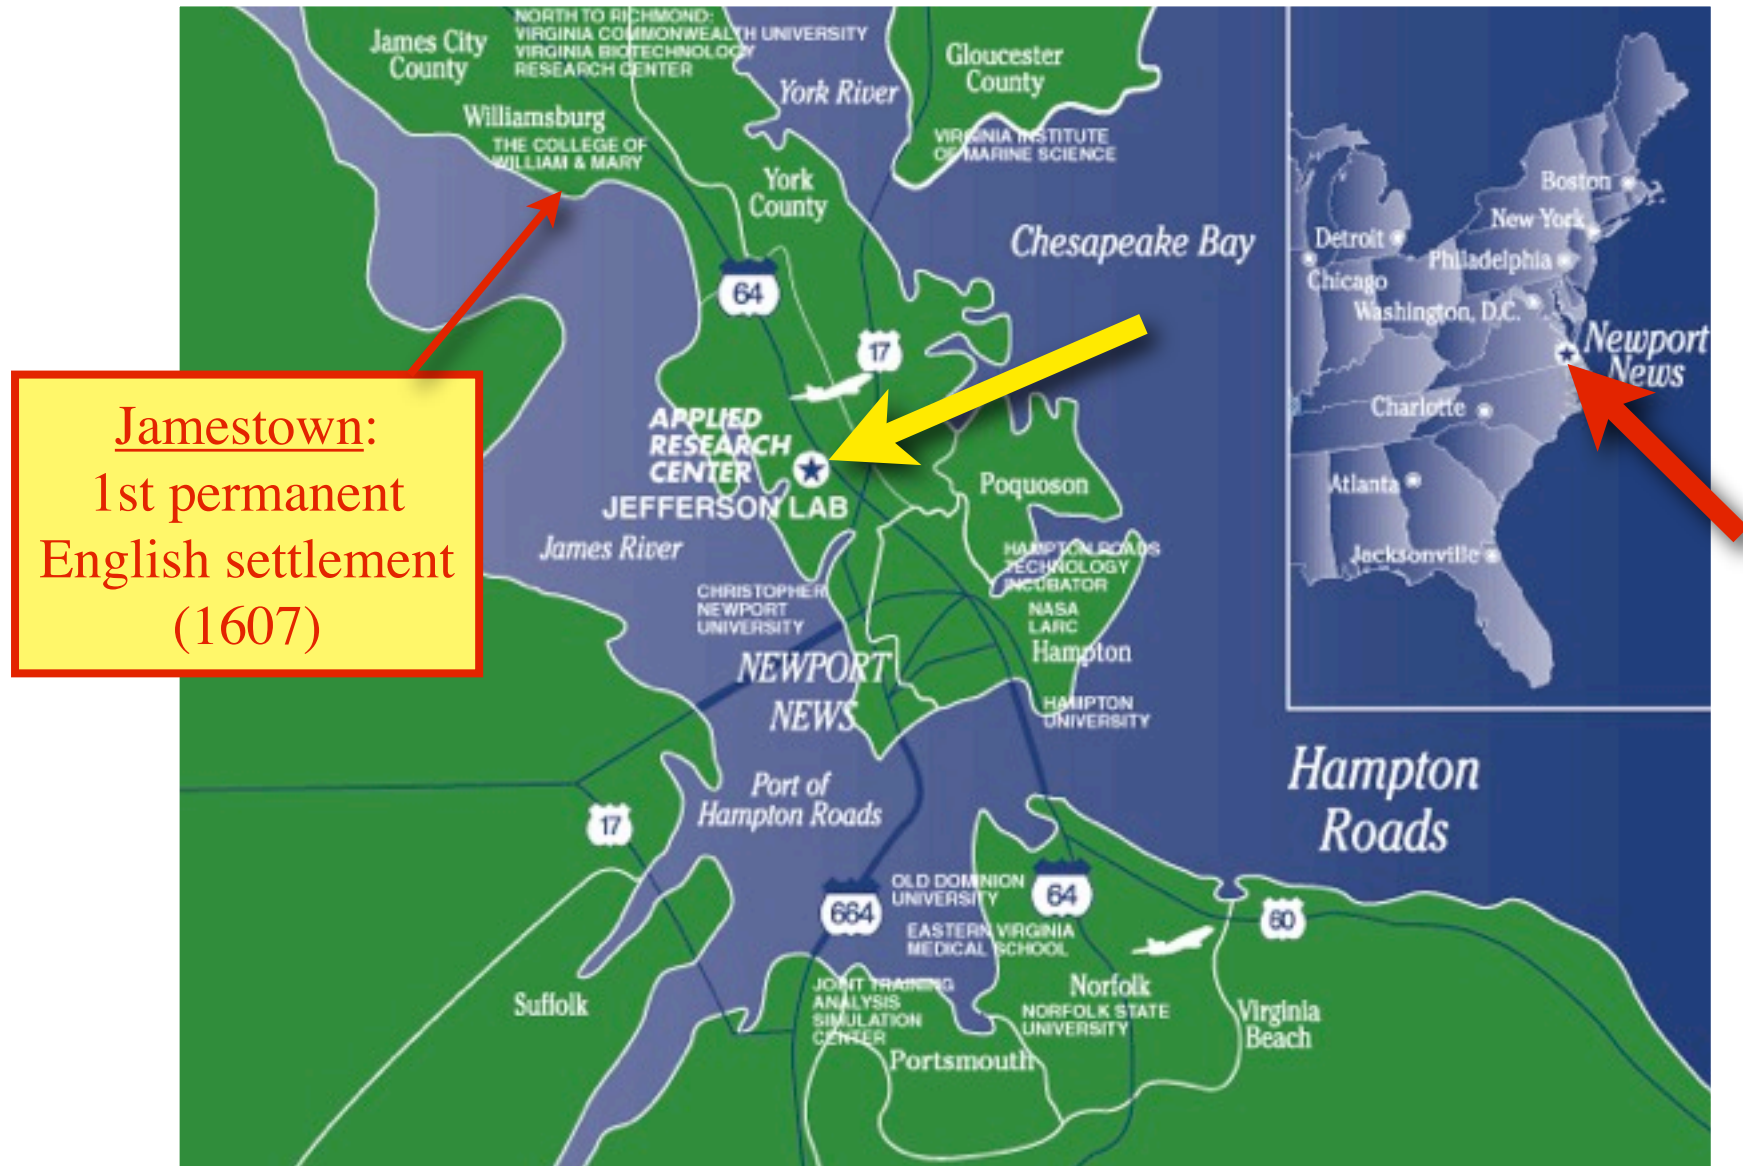 NORTH TO RICHMOND:
VIRGINIA COMMONWEALTH UNIVERSITY
VIRGINIA BIOTECHNOLOGY
RESEARCH CENTER
James City
County
Gloucester
County
York River
Williamsburg
THE COLLEGE OF
WILLIAM & MARY
VIRGINIA INSTITUTE
OF MARINE SCIENCE
York
County
Chesapeake Bay
64
17
Boston
New York
Detroit
Philadelphia
Chicago
Washington, D.C.
Newport
News
Charlotte
Atlanta
Jacksonville
Jamestown:
1st permanent
English settlement
(1607)
APPLIED
RESEARCH
CENTER
JEFFERSON LAB
Poquoson
James River
HAMPTON ROADS
TECHNOLOGY
INCUBATOR
CHRISTOPHER
NEWPORT
UNIVERSITY
NASA
LARC
Hampton
NEWPORT
NEWS
HAMPTON
UNIVERSITY
Port of
Hampton Roads
Hampton
Roads
17
664
OLD DOMINION
UNIVERSITY
64
60
EASTERN VIRGINIA
MEDICAL SCHOOL
Suffolk
JOINT TRAINING
ANALYSIS
SIMULATION
CENTER
Norfolk
NORFOLK STATE
UNIVERSITY
Virginia
Beach
Portsmouth